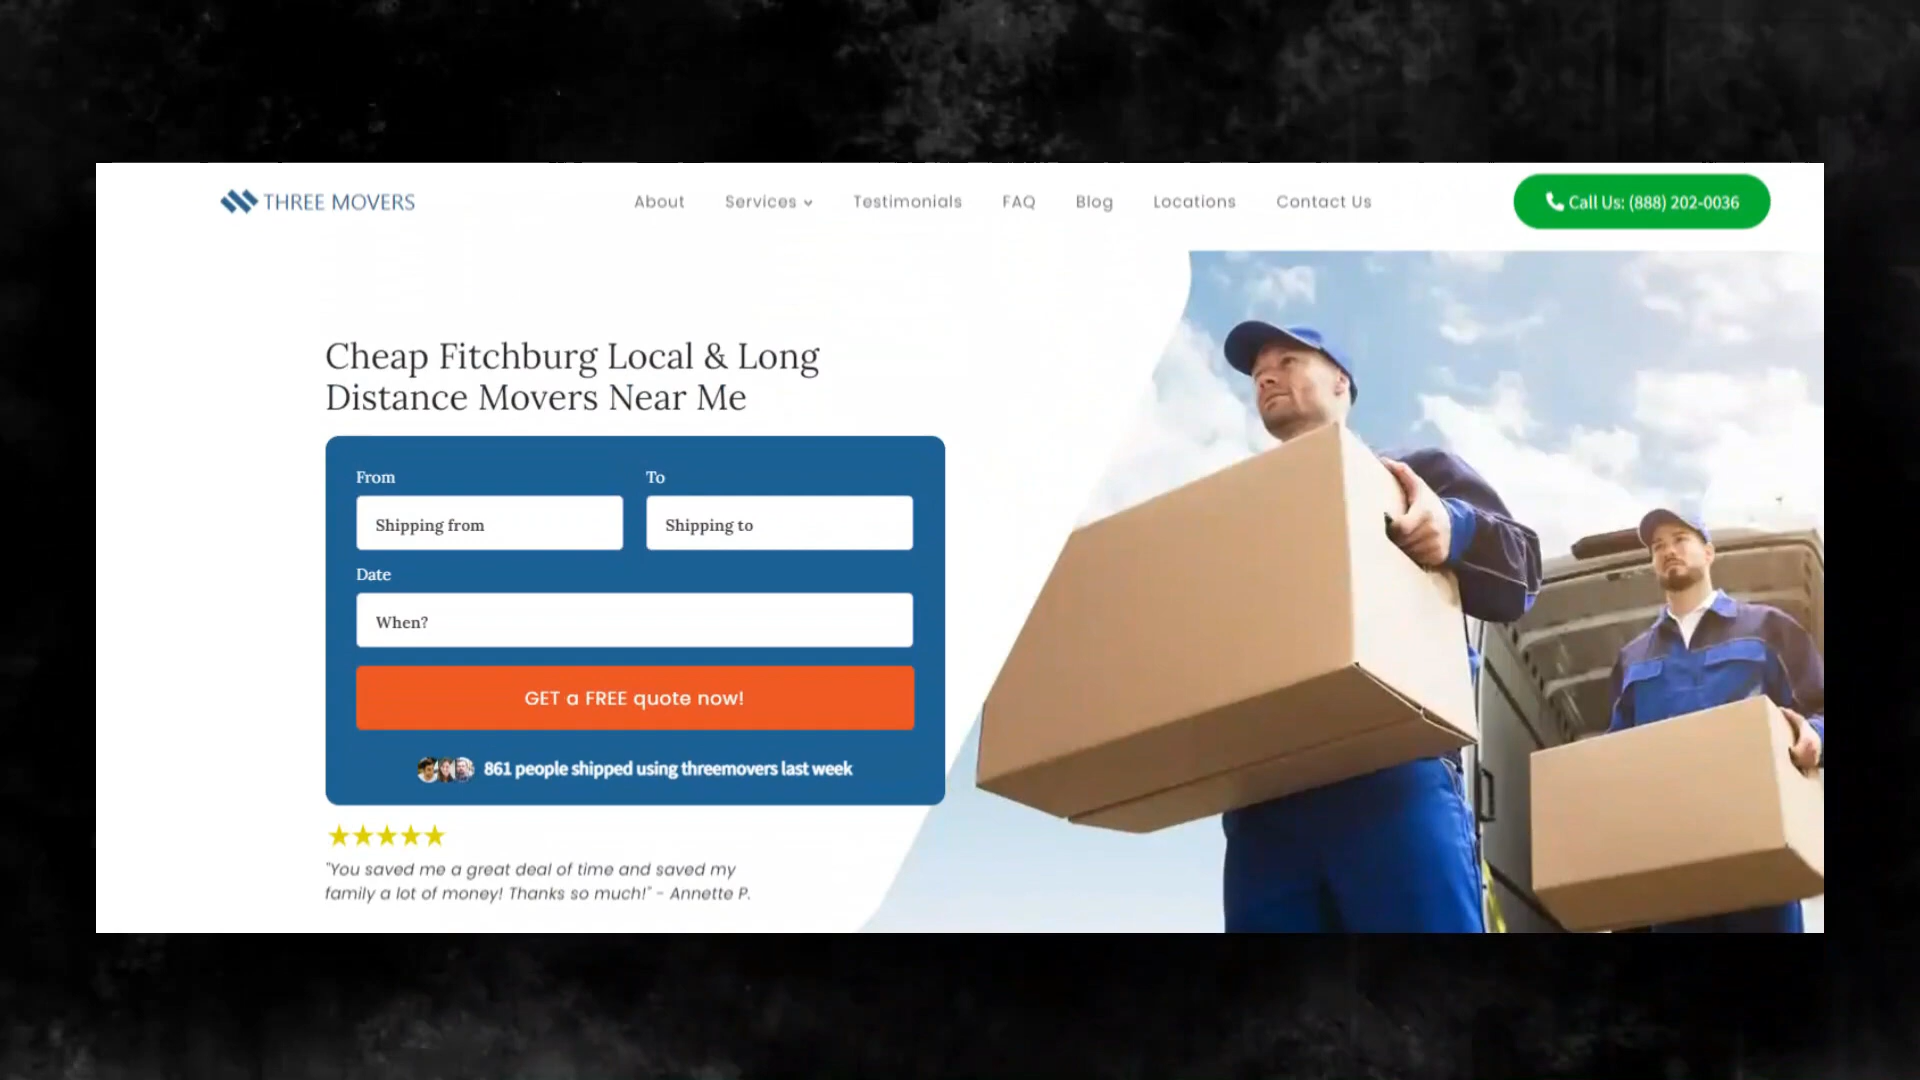 THREE MOVERS
About Services Testimonials FAQ Blog Locations Contact Us
Call Us: (888) 202-0036
Cheap Fitchburg Local & Long
Distance Movers Near Me
From To
Shipping from Shipping to
Date
When?
GET a FREE quote now!
861 people shipped using threemovers last week
"You saved me a great deal of time and saved my
family a lot of money! Thanks so much!" - Annette P.